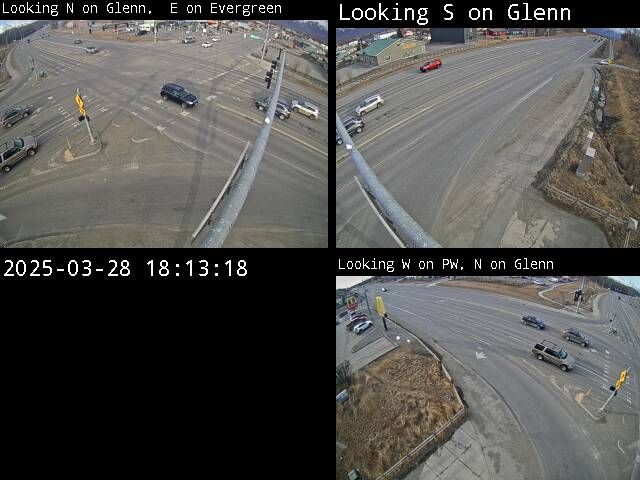 Looking N on Glenn,  E on Evergreen
Looking S on Glenn
2025-03-28 18:13:18
Looking W on PW, N on Glenn